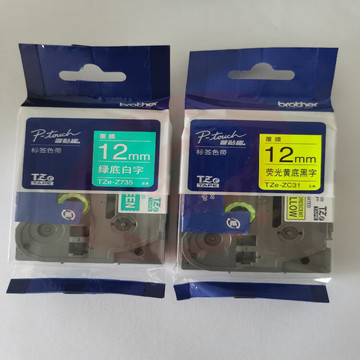 brother
P-touch
标签色带
覆膜
12mm
绿底白字
TZe-Z735
TZe
TAPE
brother
P-touch
标签色带
覆膜
12mm
荧光黄底黑字
TZe-ZC31
TZe
TAPE